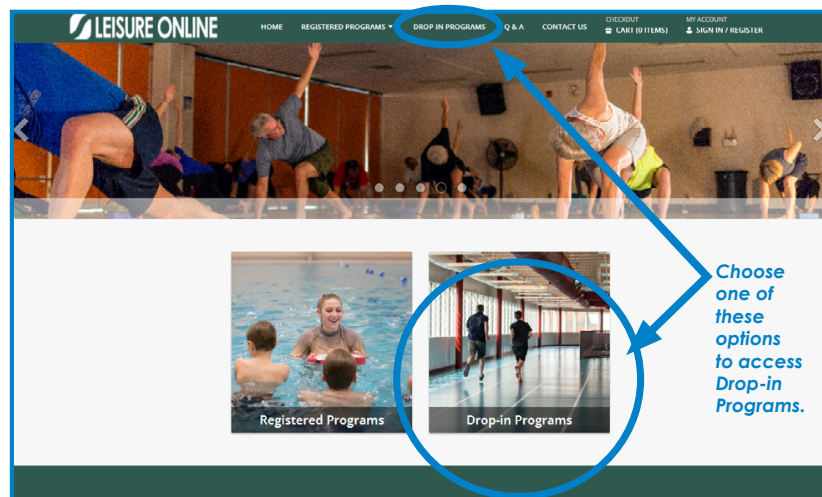 LEISURE ONLINE
HOME
REGISTERED PROGRAMS
DROP IN PROGRAMS
Q & A
CONTACT US
CHECKOUT
CART (0 ITEMS)
MY ACCOUNT
SIGN IN / REGISTER
Choose
one of
these
options
to access
Drop-in
Programs.
Registered Programs
Drop-in Programs